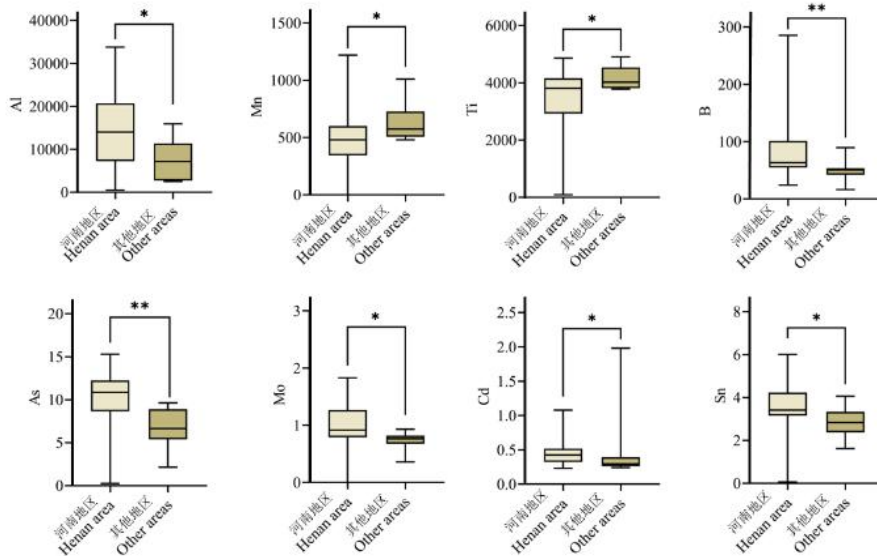 *
40000
30000
20000
10000
0
Al
河南地区
Henan area
其他地区
Other areas
*
1500
1000
500
0
Mn
河南地区
Henan area
其他地区
Other areas
*
6000
4000
2000
0
Ti
河南地区
Henan area
其他地区
Other areas
**
300
200
100
0
B
河南地区
Henan area
其他地区
Other areas
**
20
15
10
5
0
As
河南地区
Henan area
其他地区
Other areas
*
3
2
1
0
Mo
河南地区
Henan area
其他地区
Other areas
*
2.5
2.0
1.5
1.0
0.5
0.0
Cd
河南地区
Henan area
其他地区
Other areas
*
8
6
4
2
0
Sn
河南地区
Henan area
其他地区
Other areas